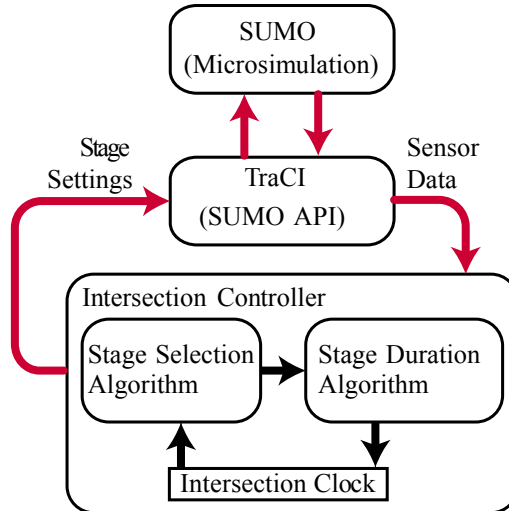 SUMO
(Microsimulation)
Stage
Settings
TraCI
(SUMO API)
Sensor
Data
Intersection Controller
Stage Selection
Algorithm
Stage Duration
Algorithm
Intersection Clock